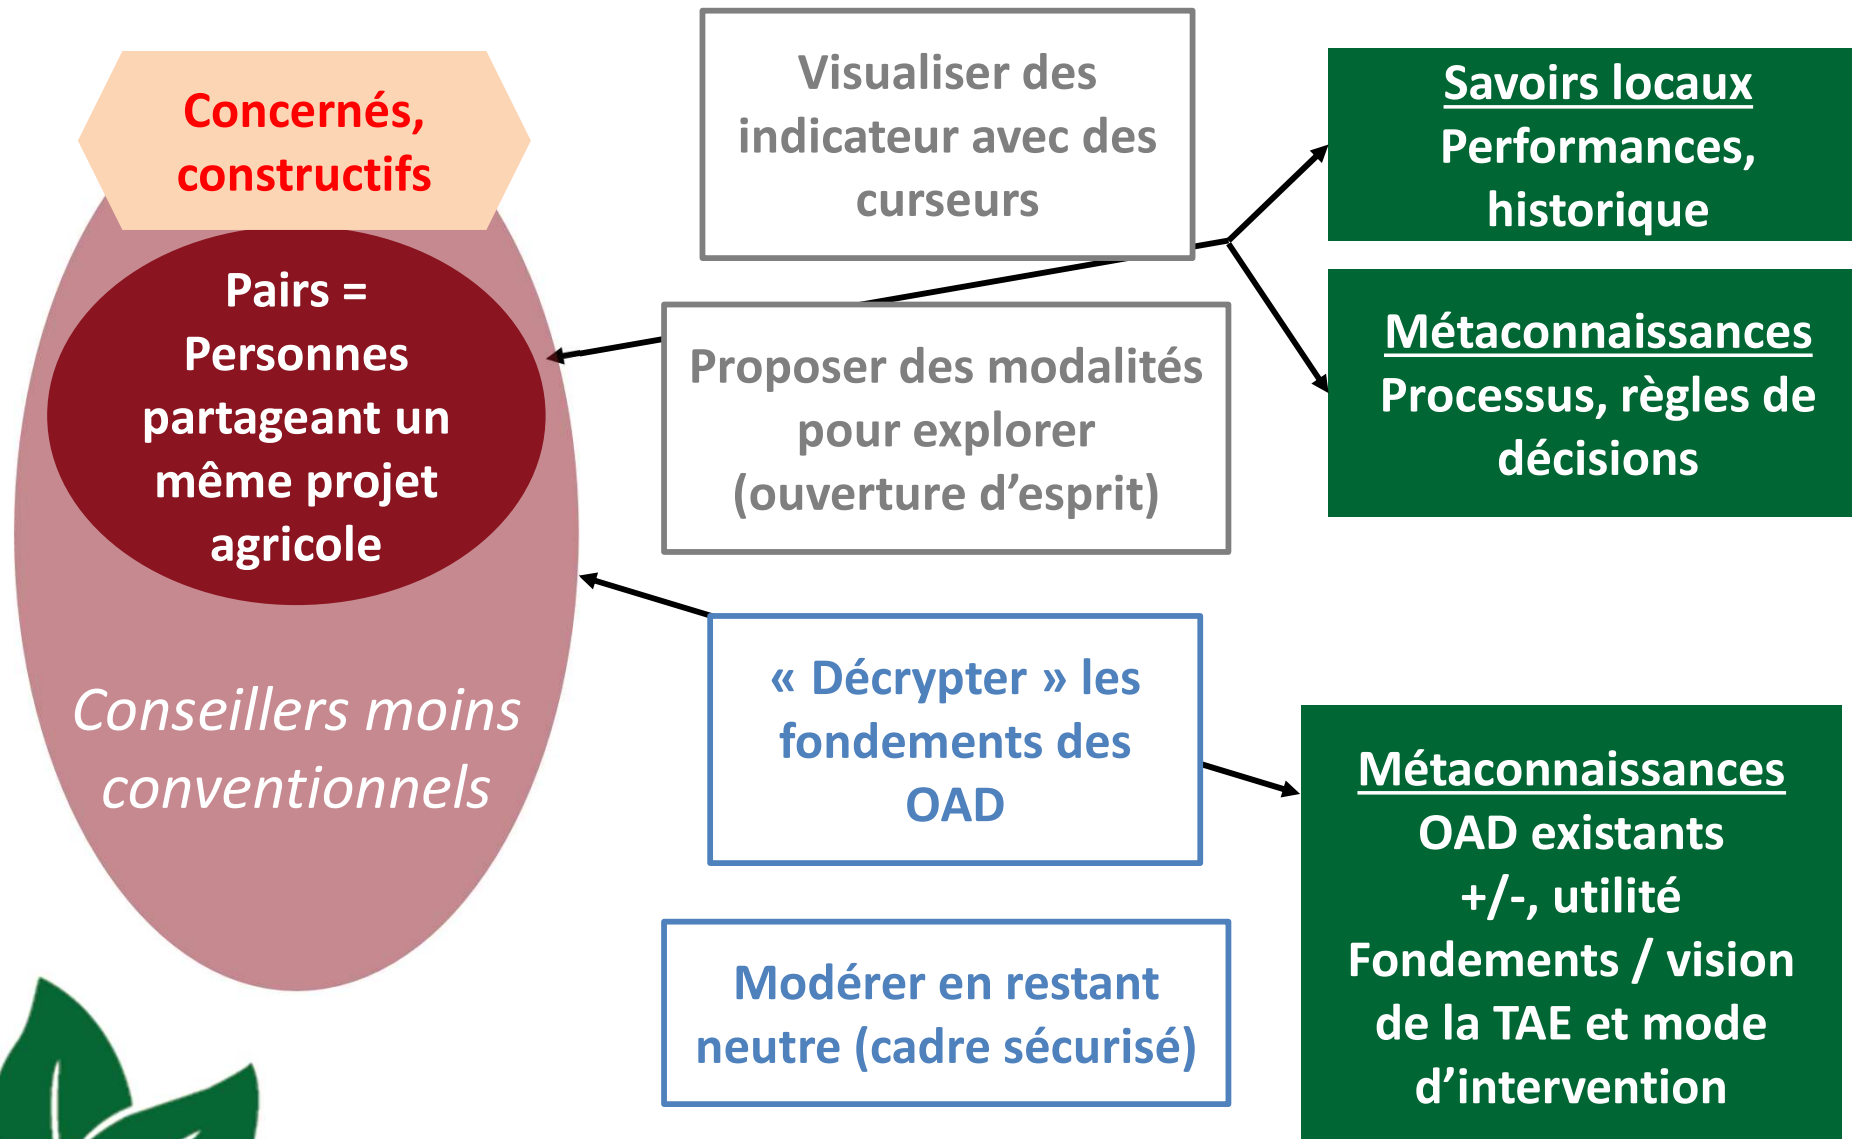 Concernés,
constructifs
Pairs =
Personnes
partageant un
même projet
agricole
Conseillers moins
conventionnels
Visualiser des
indicateur avec des
curseurs
Proposer des modalités
pour explorer
(ouverture d’esprit)
« Décrypter » les
fondements des
OAD
Modérer en restant
neutre (cadre sécurisé)
Savoirs locaux
Performances,
historique
Métaconnaissances
Processus, règles de
décisions
Métaconnaissances
OAD existants
+/-, utilité
Fondements / vision
de la TAE et mode
d’intervention